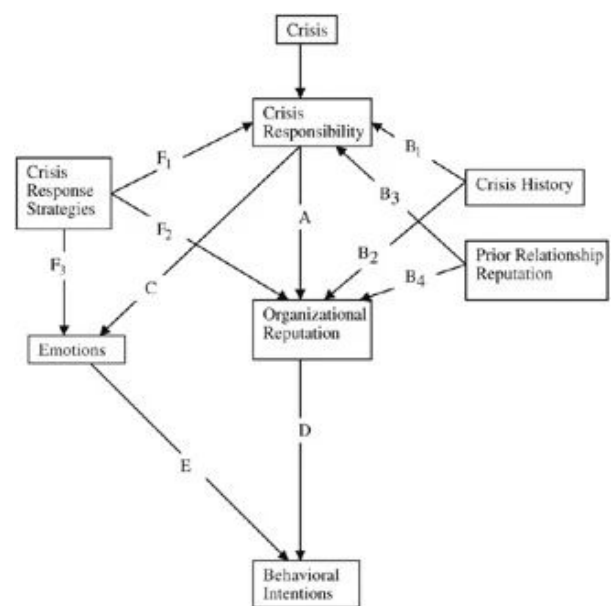 Crisis
Crisis
Responsibility
F1
B1
Crisis
Response
Strategies
Crisis History
B3
A
F2
B2
Prior Relationship
Reputation
F3
C
B4
Organizational
Reputation
Emotions
D
E
Behavioral
Intentions